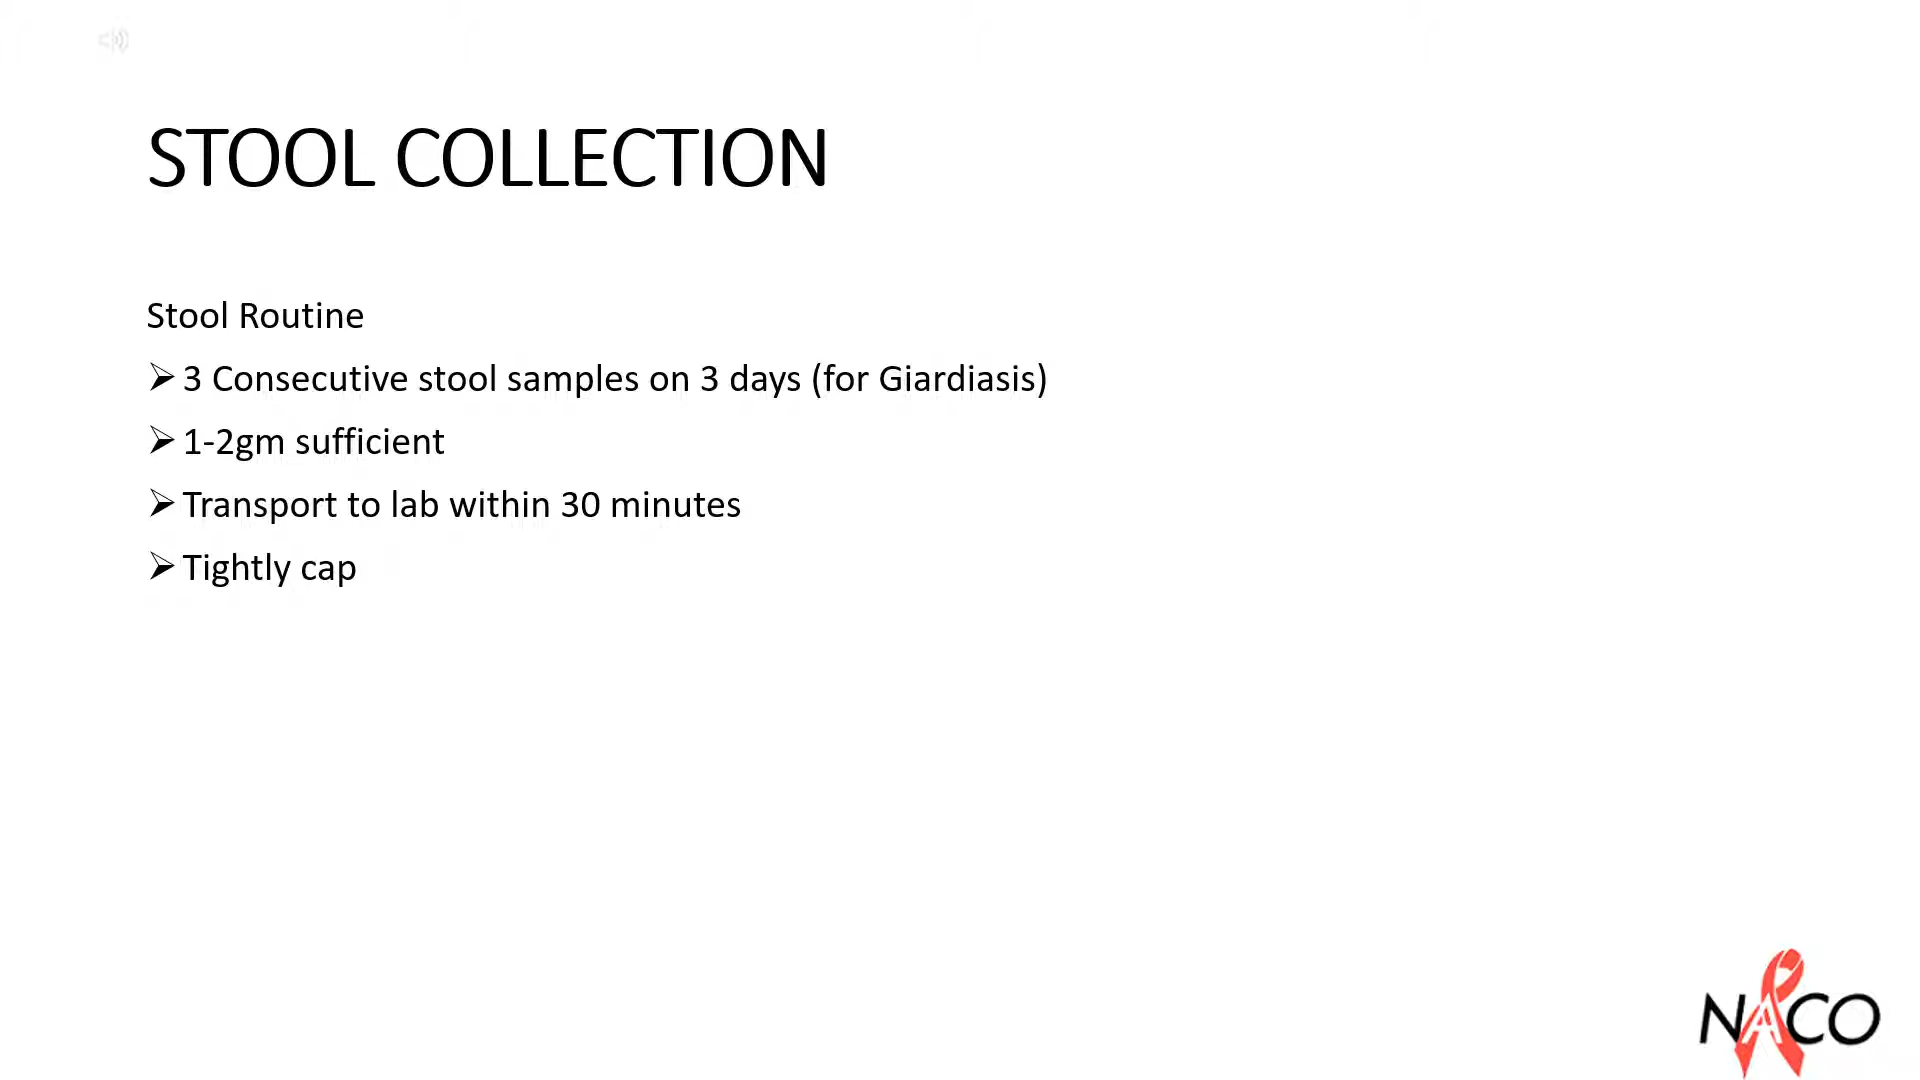 STOOL COLLECTION
Stool Routine
➢ 3 Consecutive stool samples on 3 days (for Giardiasis)
➢ 1-2gm sufficient
➢ Transport to lab within 30 minutes
➢ Tightly cap
NACO